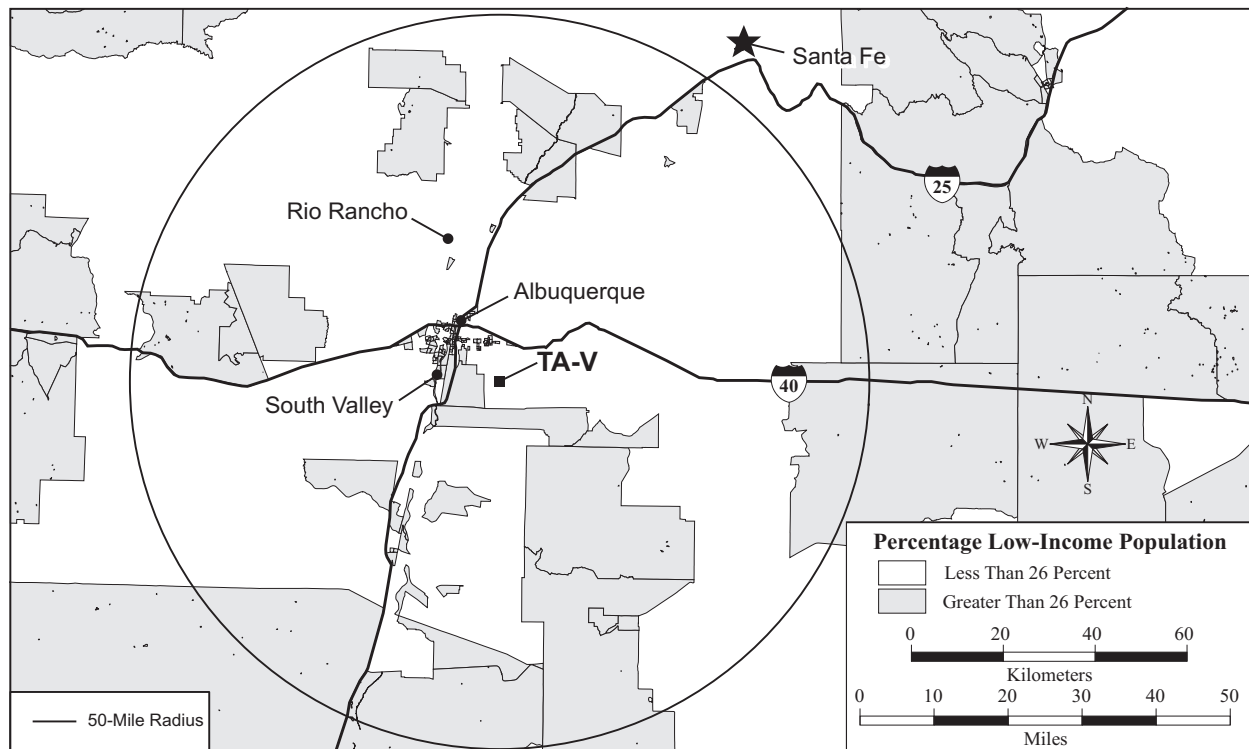 Santa Fe
25
Rio Rancho
Albuquerque
TA-V
South Valley
40
N
W E
S
Percentage Low-Income Population
Less Than 26 Percent
Greater Than 26 Percent
0 20 40 60
Kilometers
0 10 20 30 40 50
Miles
50-Mile Radius